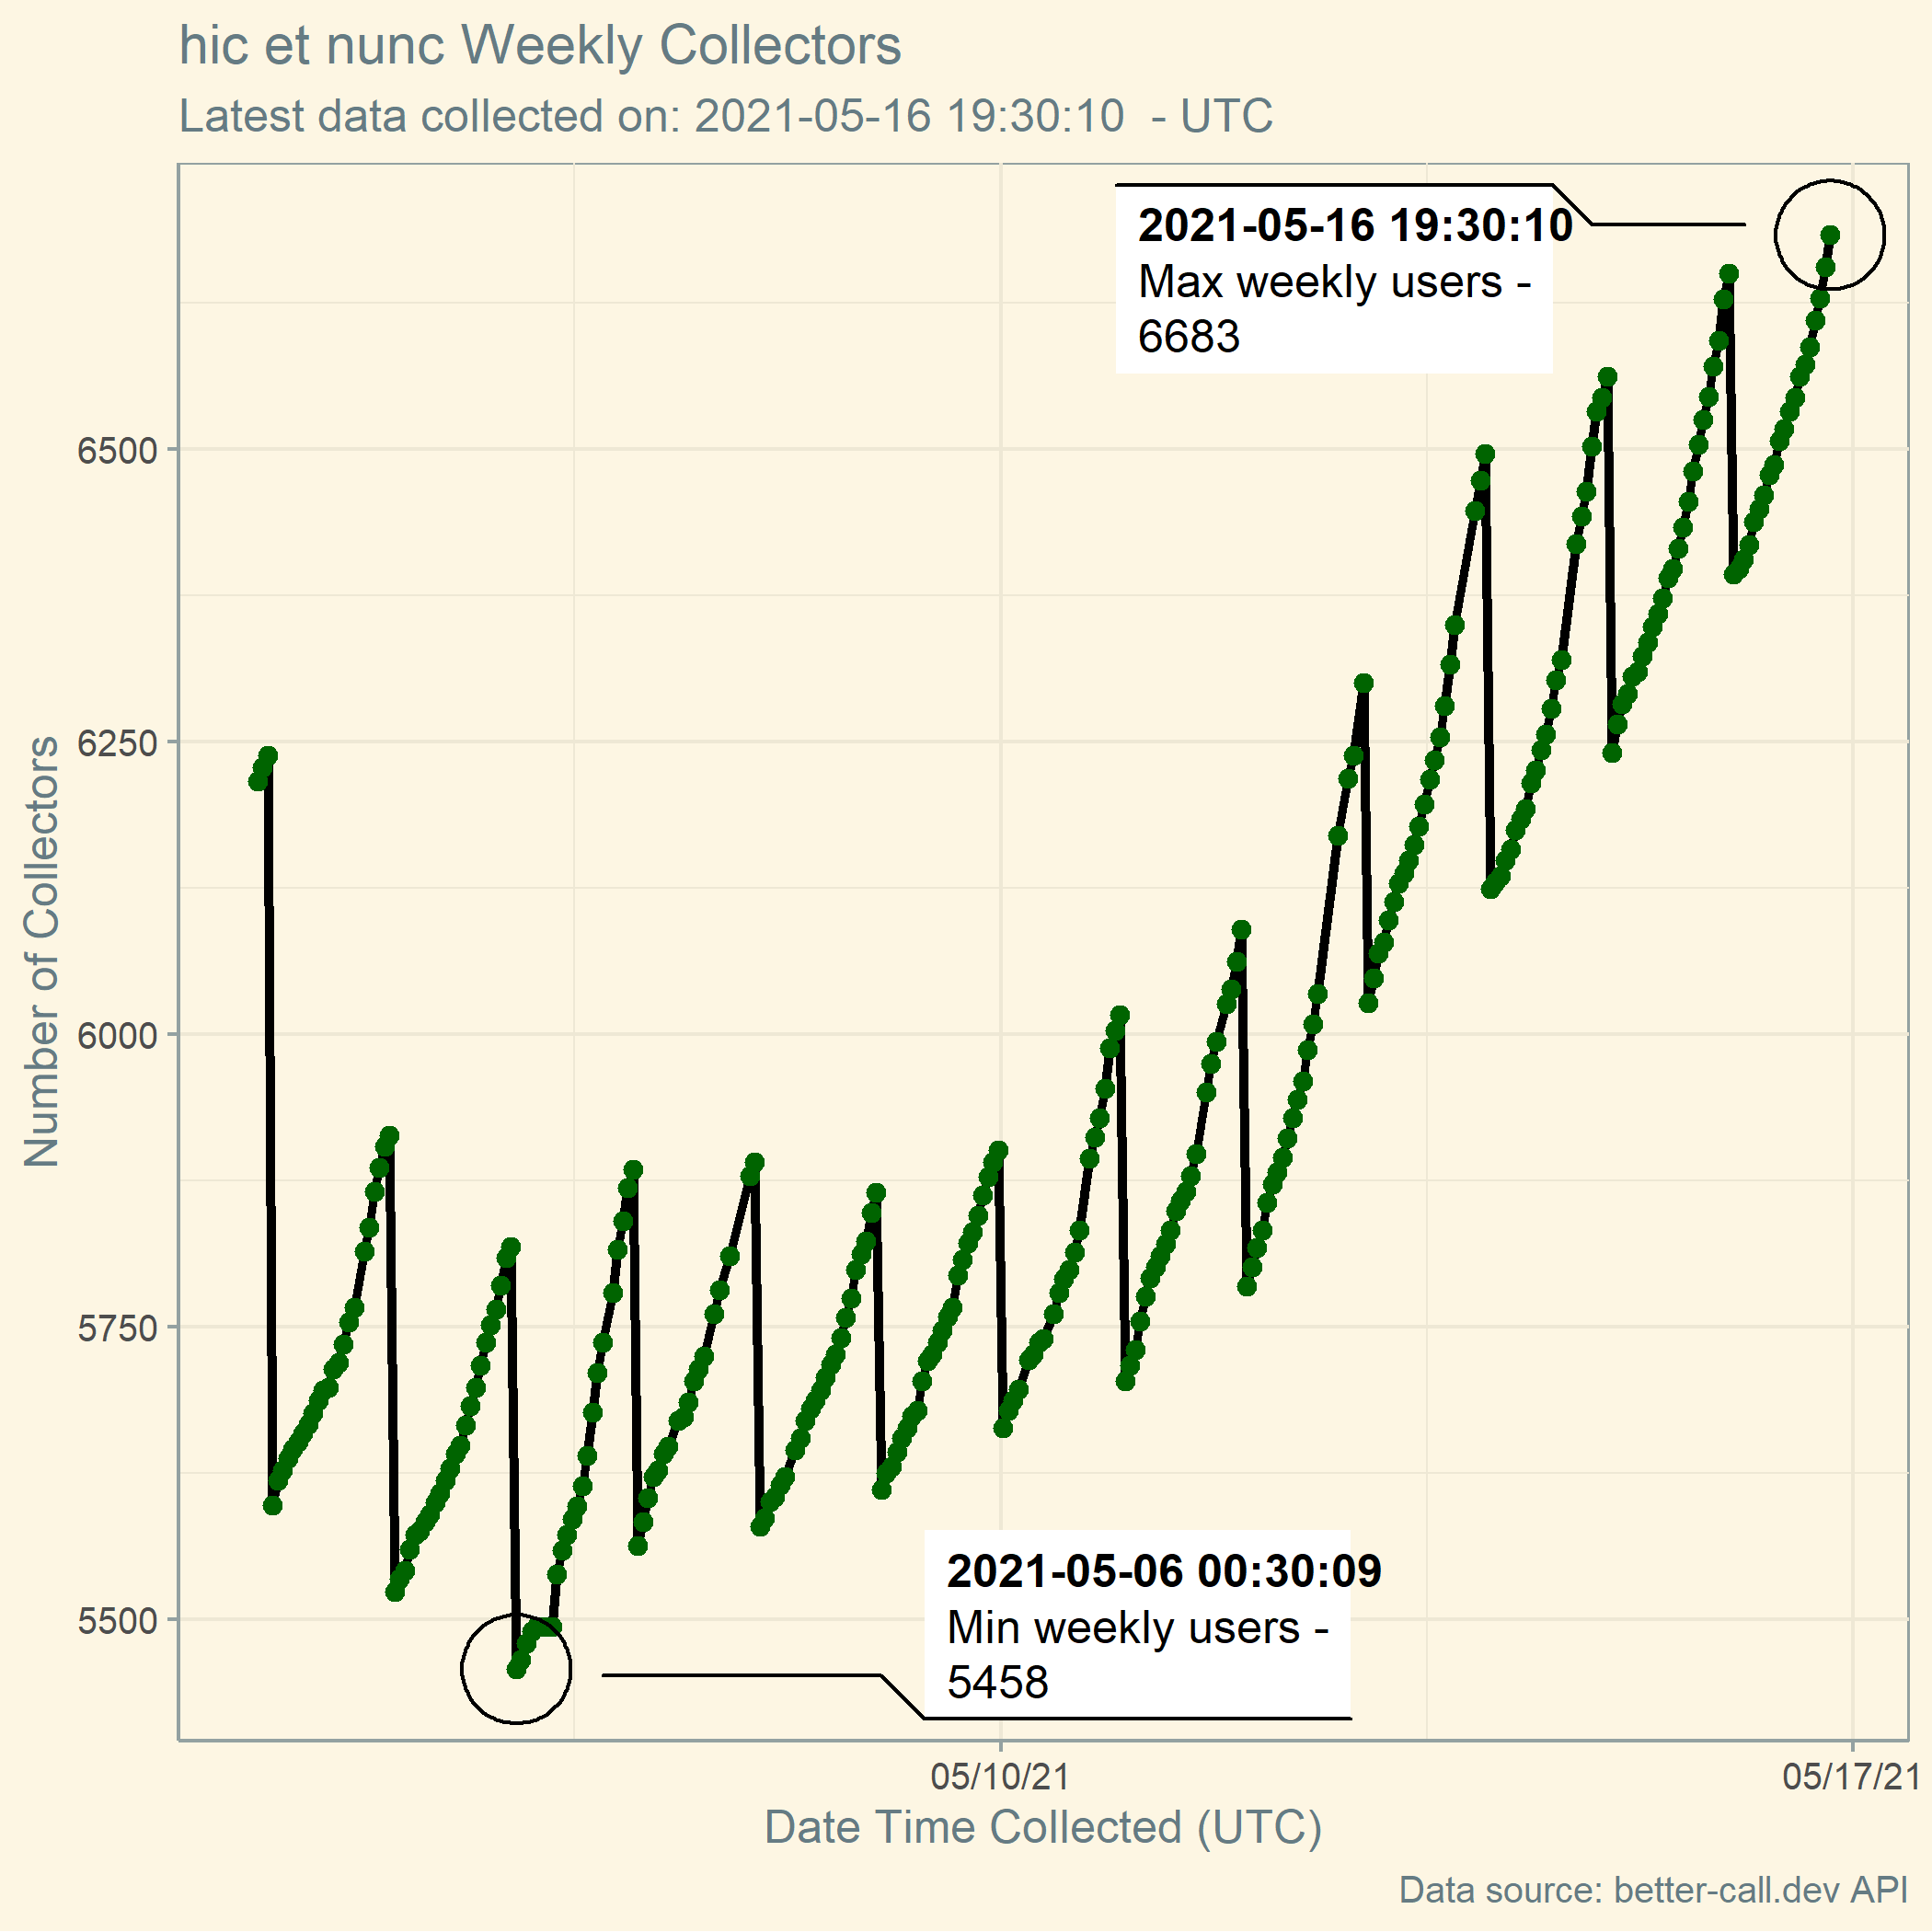 hic et nunc Weekly Collectors
Latest data collected on: 2021-05-16 19:30:10  - UTC
2021-05-16 19:30:10
Max weekly users -
6683
Number of Collectors
6500
6250
6000
5750
5500
2021-05-06 00:30:09
Min weekly users -
5458
05/10/21
05/17/21
Date Time Collected (UTC)
Data source: better-call.dev API